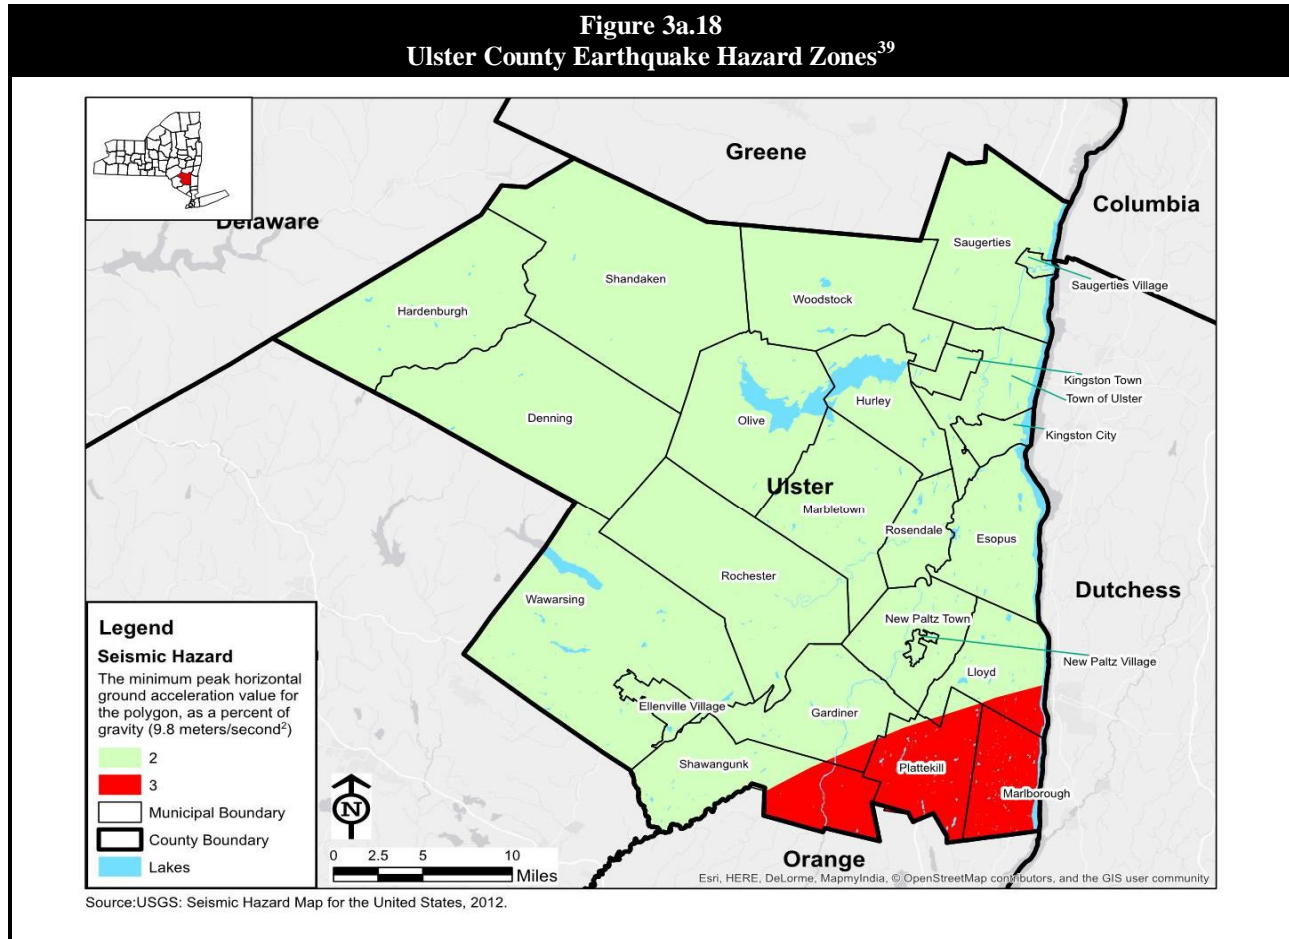 Figure 3a.18
Ulster County Earthquake Hazard Zones39
Greene
Columbia
Delaware
Saugerties
Shandaken
Saugerties Village
Woodstock
Hardenburgh
Kingston Town
Town of Ulster
Hurley
Denning
Olive
Kingston City
Ulster
Marbletown
Rosendale
Esopus
Rochester
Dutchess
Wawarsing
New Paltz Town
New Paltz Village
Lloyd
Ellenville Village
Gardiner
Shawangunk
Plattekill
Marlborough
Orange
Legend
Seismic Hazard
The minimum peak horizontal
ground acceleration value for
the polygon, as a percent of
gravity (9.8 meters/second2)
2
3
Municipal Boundary
County Boundary
Lakes
N
0 2.5 5 10
Miles
Esri, HERE, DeLorme, MapmyIndia, © OpenStreetMap contributors, and the GIS user community
Source:USGS: Seismic Hazard Map for the United States, 2012.